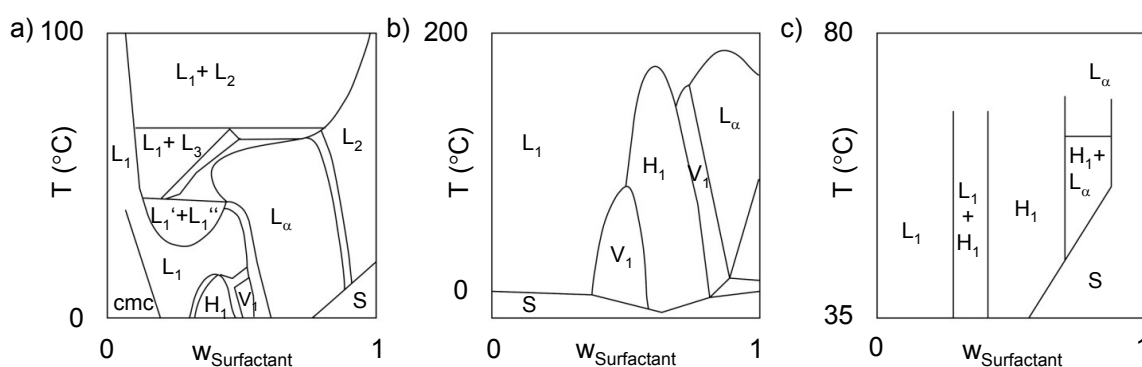 a)
100
T (°C)
0
L₁ + L₂
L₁ + L₃
L₁
L₂
L₁‘+L₁“
Lα
L₁
cmc
H₁
V₁
S
0
wSurfactant
1
b)
200
T (°C)
0
L₁
Lα
H₁
V₁
V₁
S
0
wSurfactant
1
c)
80
T (°C)
35
Lα
H₁+
Lα
L₁
+
H₁
L₁
H₁
S
0
wSurfactant
1